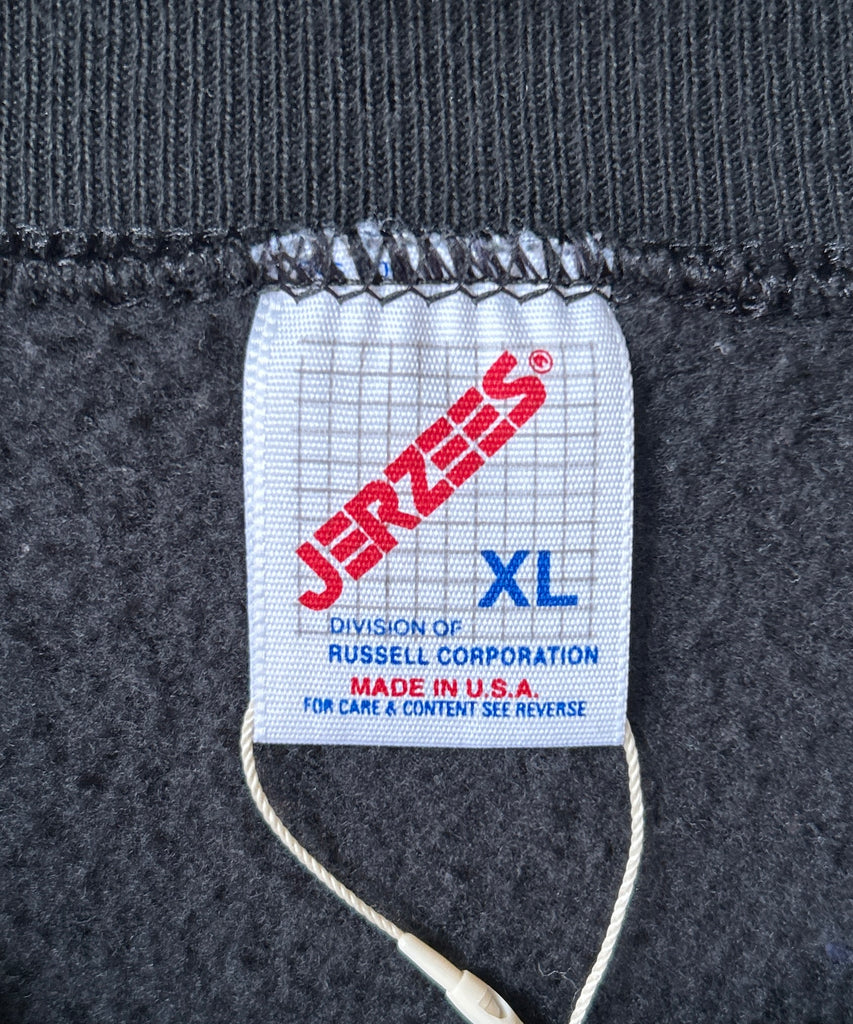 JERZEES®
XL
DIVISION OF
RUSSELL CORPORATION
MADE IN U.S.A.
FOR CARE & CONTENT SEE REVERSE